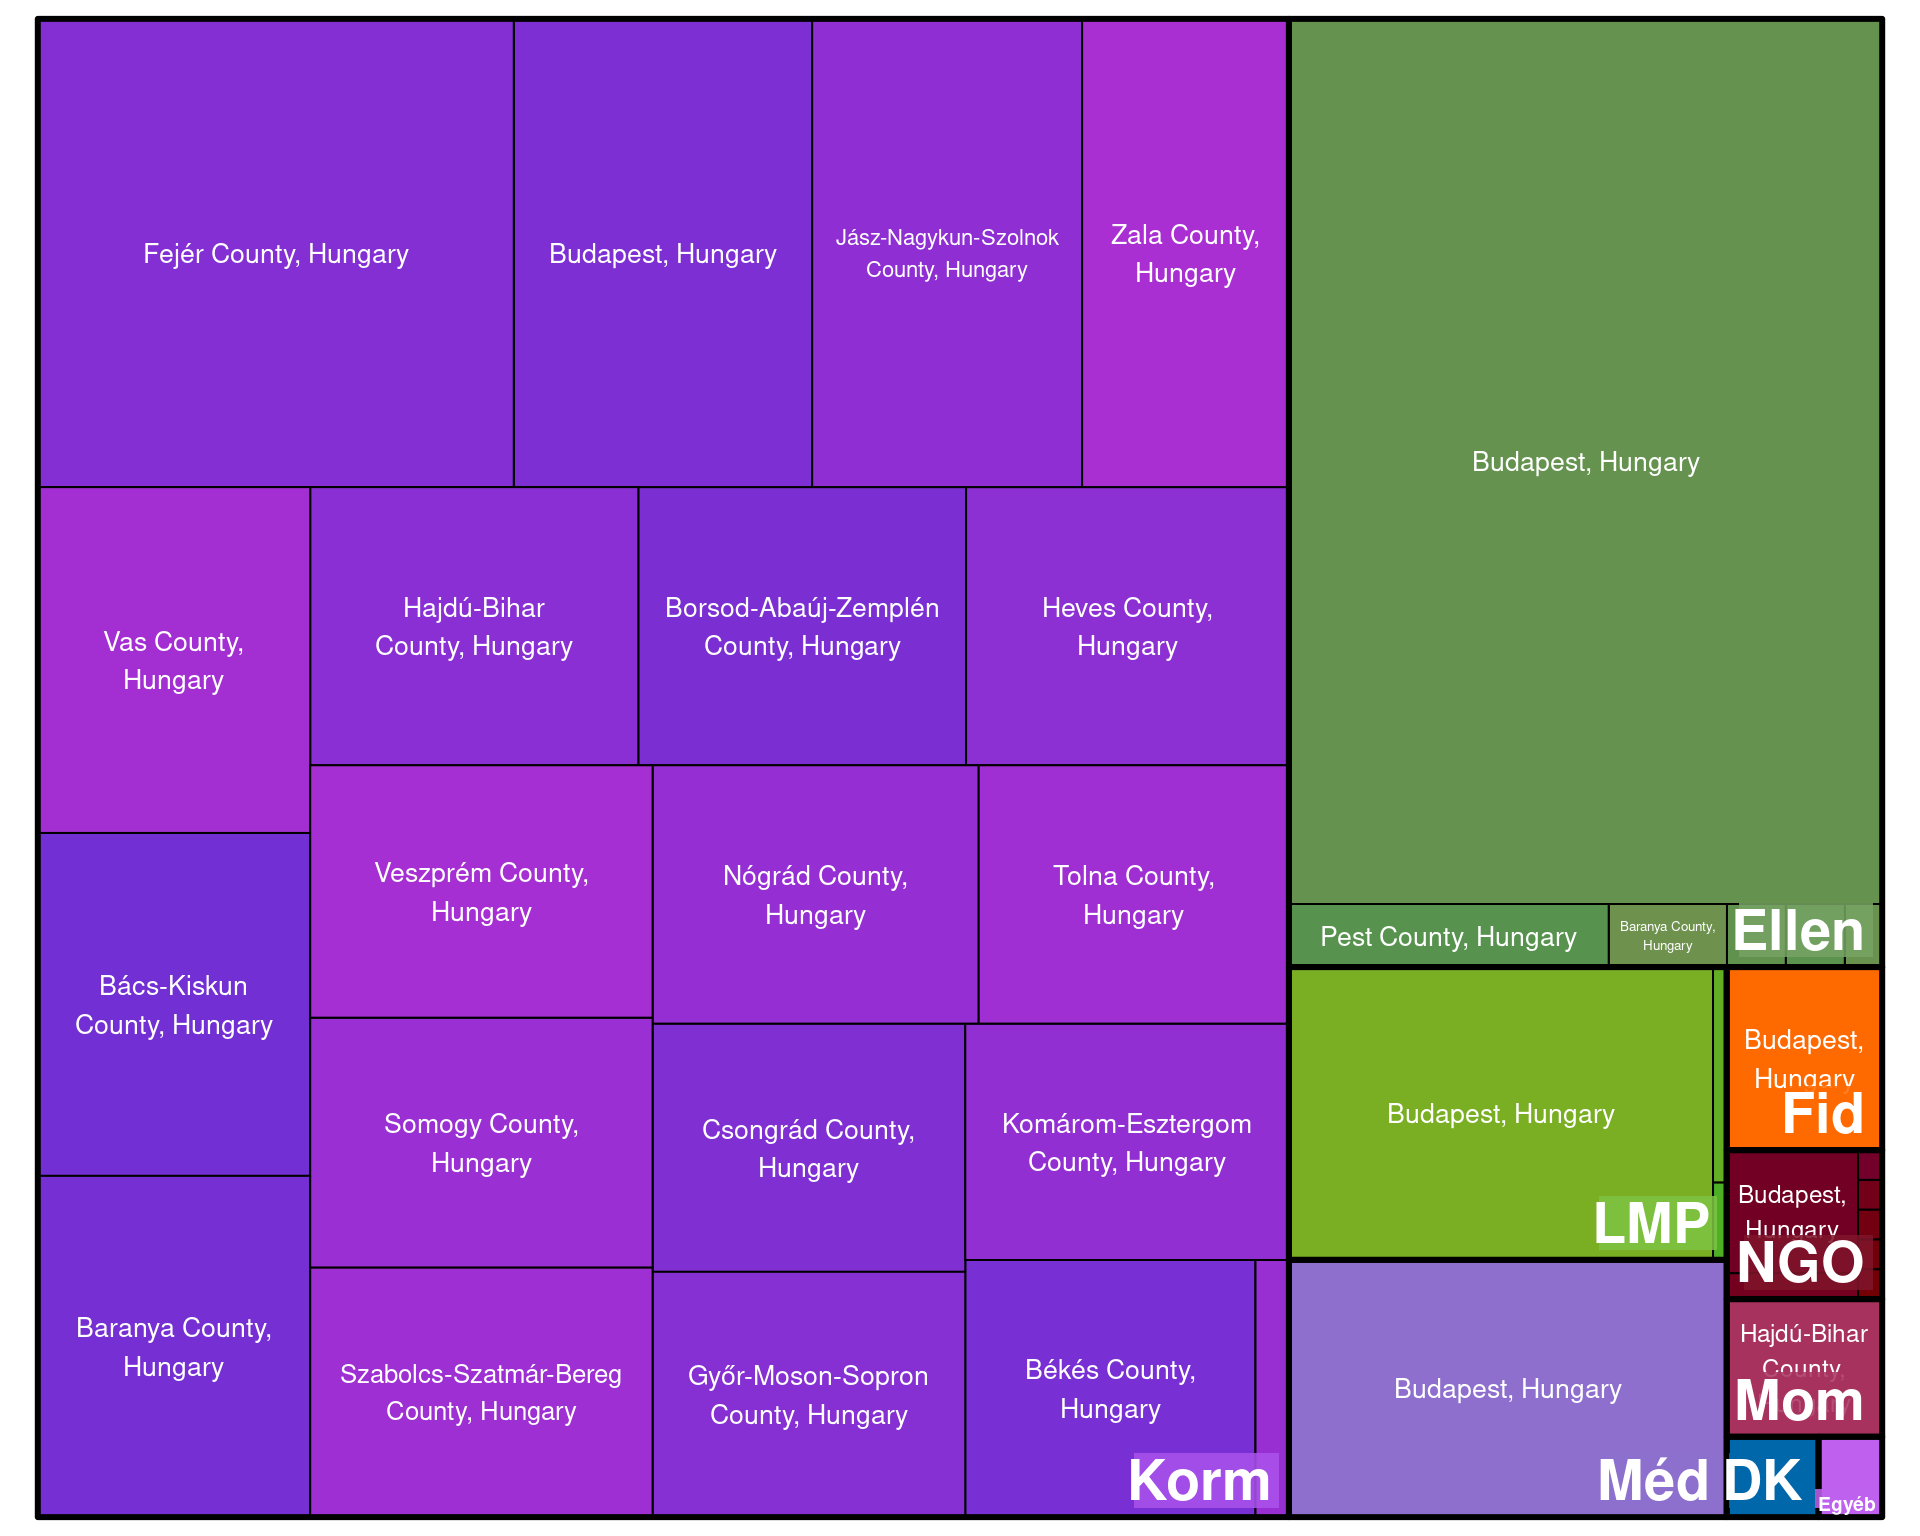 Fejér County, Hungary
Budapest, Hungary
Jász-Nagykun-Szolnok
County, Hungary
Zala County,
Hungary
Budapest, Hungary
Vas County,
Hungary
Hajdú-Bihar
County, Hungary
Borsod-Abaúj-Zemplén
County, Hungary
Heves County,
Hungary
Veszprém County,
Hungary
Nógrád County,
Hungary
Tolna County,
Hungary
Pest County, Hungary
Baranya County,
Hungary
Ellen
Bács-Kiskun
County, Hungary
Somogy County,
Hungary
Csongrád County,
Hungary
Komárom-Esztergom
County, Hungary
Budapest, Hungary
LMP
Budapest,
Hungary
Fid
Budapest,
Hungary
NGO
Baranya County,
Hungary
Szabolcs-Szatmár-Bereg
County, Hungary
Győr-Moson-Sopron
County, Hungary
Békés County,
Hungary
Korm
Budapest, Hungary
Méd
Hajdú-Bihar
County,
Mom
DK
Egyéb